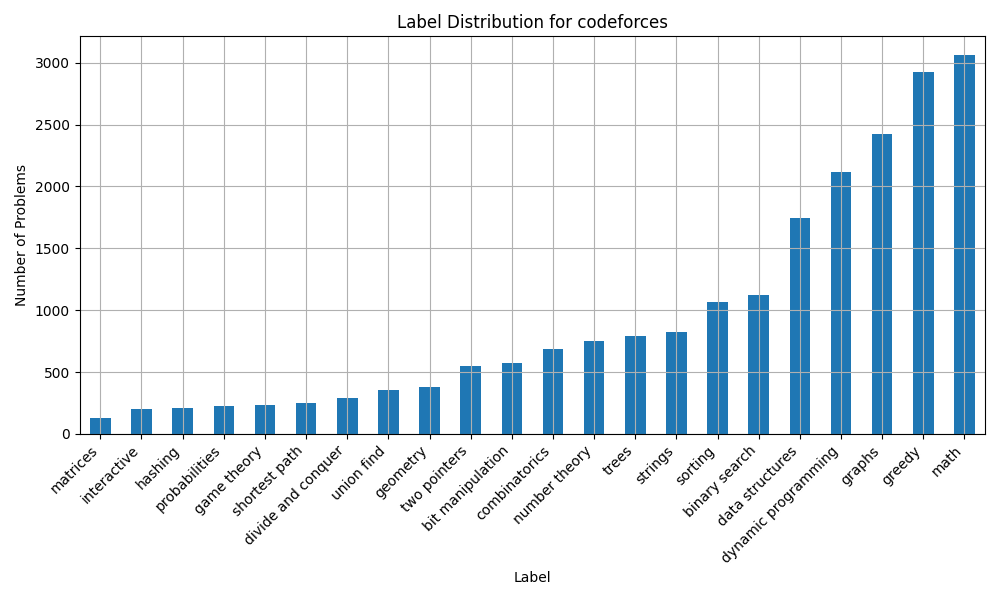 Label Distribution for codeforces
Number of Problems
3000
2500
2000
1500
1000
500
0
matrices
interactive
hashing
probabilities
game theory
shortest path
divide and conquer
union find
geometry
two pointers
bit manipulation
combinatorics
number theory
trees
strings
sorting
binary search
data structures
dynamic programming
graphs
greedy
math
Label